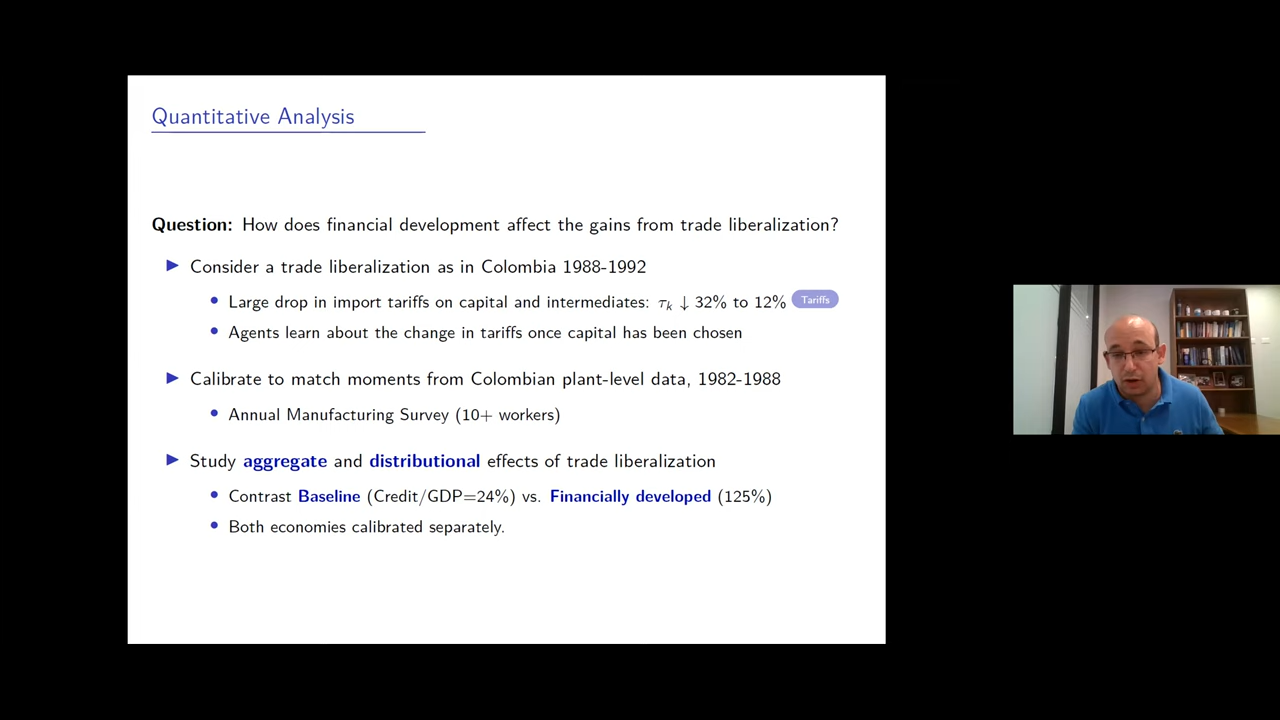 Quantitative Analysis
Question: How does financial development affect the gains from trade liberalization?
▶ Consider a trade liberalization as in Colombia 1988-1992
• Large drop in import tariffs on capital and intermediates: τₖ ↓ 32% to 12% Tariffs
• Agents learn about the change in tariffs once capital has been chosen
▶ Calibrate to match moments from Colombian plant-level data, 1982-1988
• Annual Manufacturing Survey (10+ workers)
▶ Study aggregate and distributional effects of trade liberalization
• Contrast Baseline (Credit/GDP=24%) vs. Financially developed (125%)
• Both economies calibrated separately.